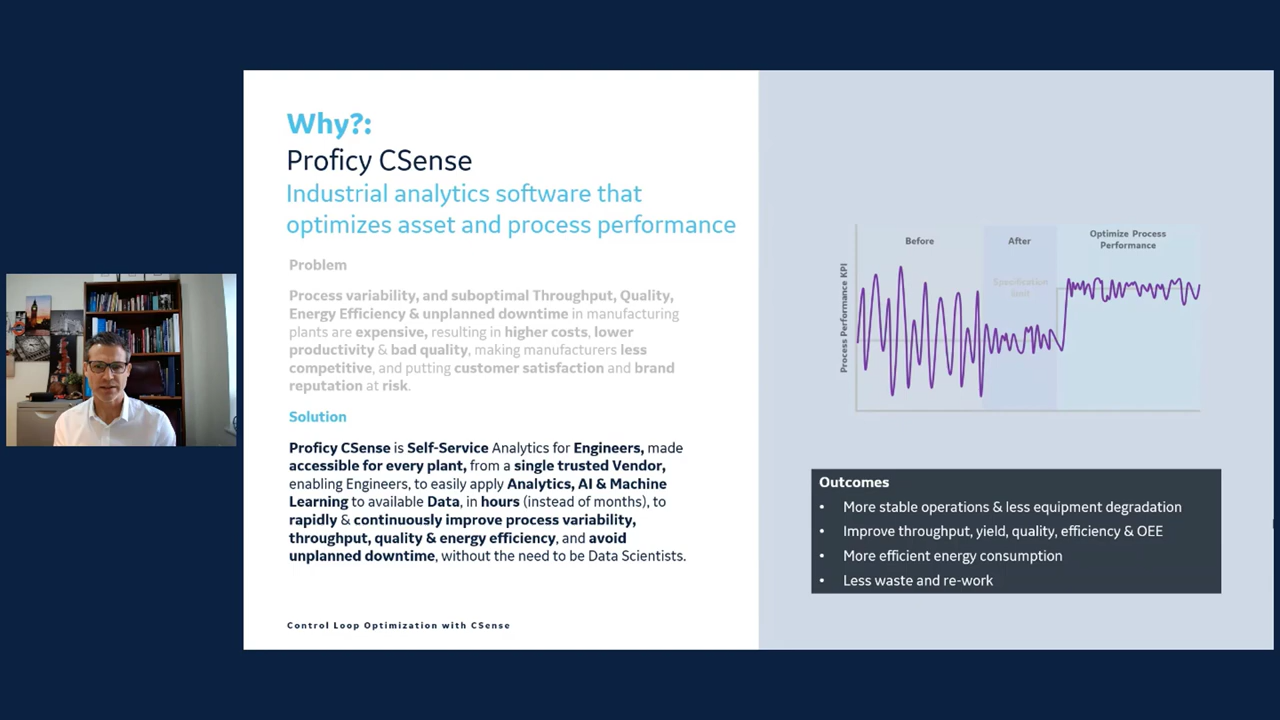 Why?:
Proficy CSense
Industrial analytics software that
optimizes asset and process performance
Problem
Process variability, and suboptimal Throughput, Quality,
Energy Efficiency & unplanned downtime in manufacturing
plants are expensive, resulting in higher costs, lower
productivity & bad quality, making manufacturers less
competitive, and putting customer satisfaction and brand
reputation at risk.
Solution
Proficy CSense is Self-Service Analytics for Engineers, made
accessible for every plant, from a single trusted Vendor,
enabling Engineers, to easily apply Analytics, AI & Machine
Learning to available Data, in hours (instead of months), to
rapidly & continuously improve process variability,
throughput, quality & energy efficiency, and avoid
unplanned downtime, without the need to be Data Scientists.
Control Loop Optimization with CSense
Process Performance KPI
Before
After
Optimize Process
Performance
Specification
limit
Outcomes
• More stable operations & less equipment degradation
• Improve throughput, yield, quality, efficiency & OEE
• More efficient energy consumption
• Less waste and re-work